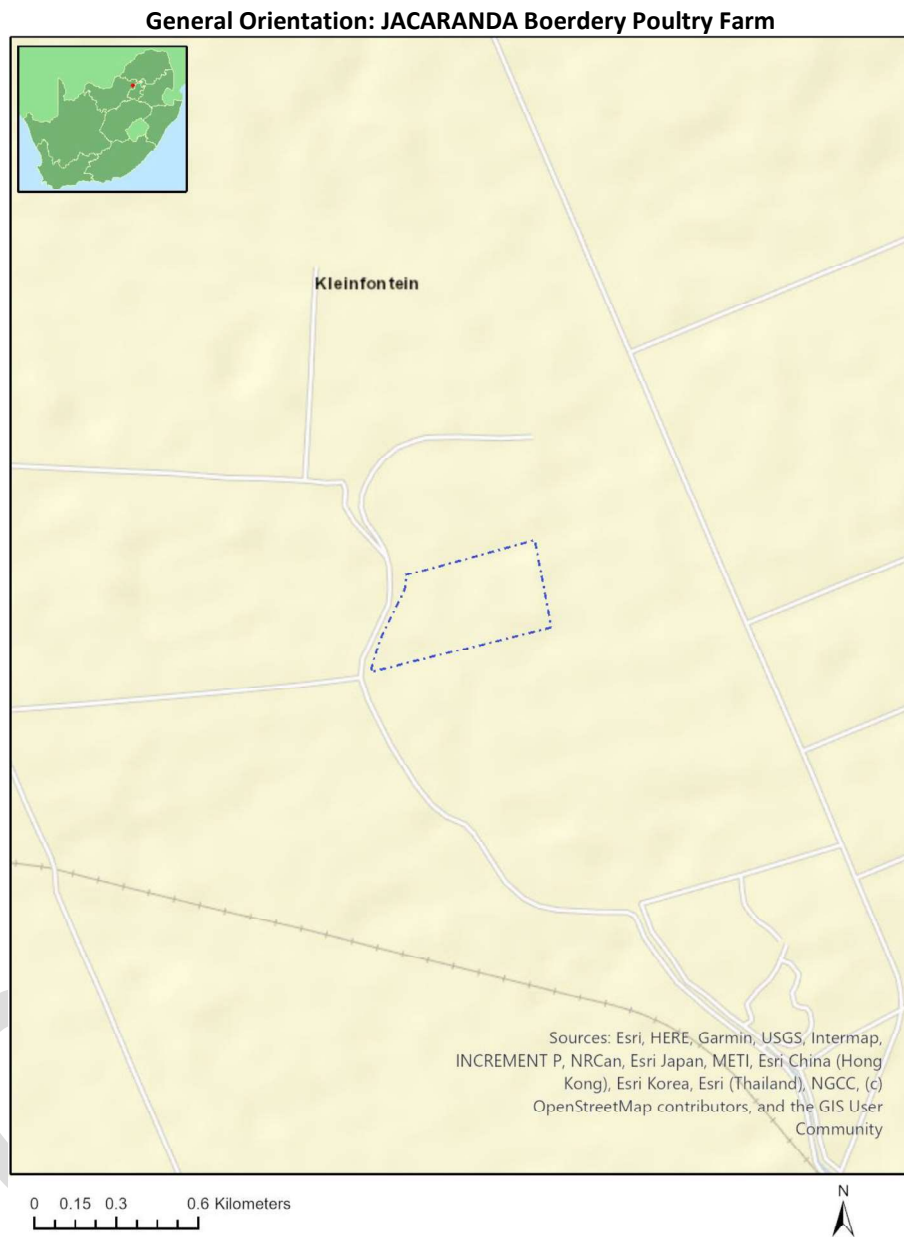 General Orientation: JACARANDA Boerdery Poultry Farm
Kleinfontein
Sources: Esri, HERE, Garmin, USGS, Intermap,
INCREMENT P, NRCan, Esri Japan, METI, Esri China (Hong
Kong), Esri Korea, Esri (Thailand), NGCC, (c)
OpenStreetMap contributors, and the GIS User
Community
0 0.15 0.3 0.6 Kilometers
N